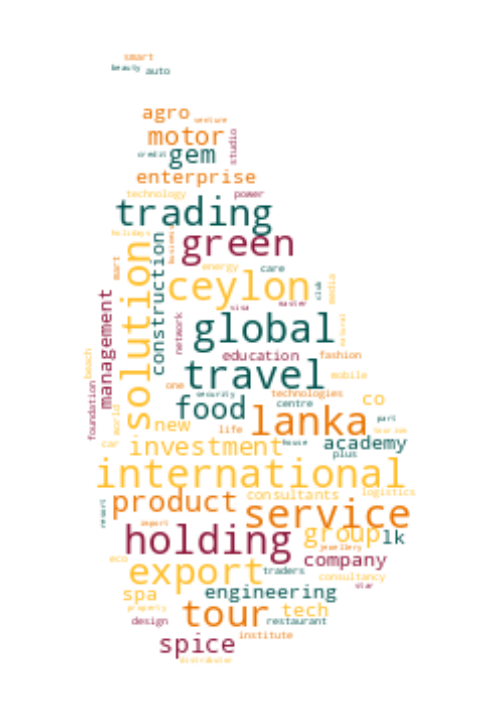 smart
beauty auto
agro venture
motor
studio
credit gem
enterprise
technology power
trading
holidays
business
green
solution
construction
energy care
mart
ceylon
club
media
visa easter
management
network
global
natural
education fashion
beach
travel
one
mobile
foundation
security technologies
food
centre
co
world
lanka
part
new
life
tourism
car
investment
house
academy
plus
international
product
consultants logistics
resort
service
import
holding
group lk
jewellery
eco
export
company
traders
consultancy
star
spa
engineering
property
tour
tech
design
restaurant
institute
spice
distributor